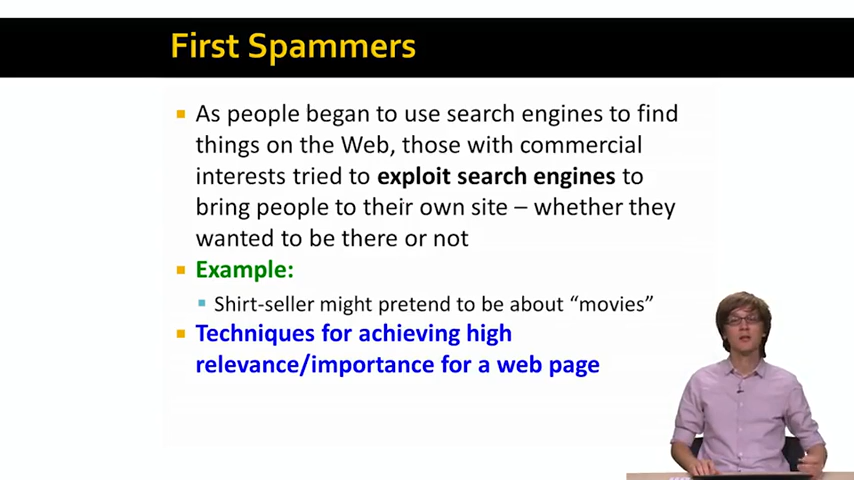 First Spammers
As people began to use search engines to find
things on the Web, those with commercial
interests tried to exploit search engines to
bring people to their own site – whether they
wanted to be there or not
Example:
Shirt-seller might pretend to be about “movies”
Techniques for achieving high
relevance/importance for a web page